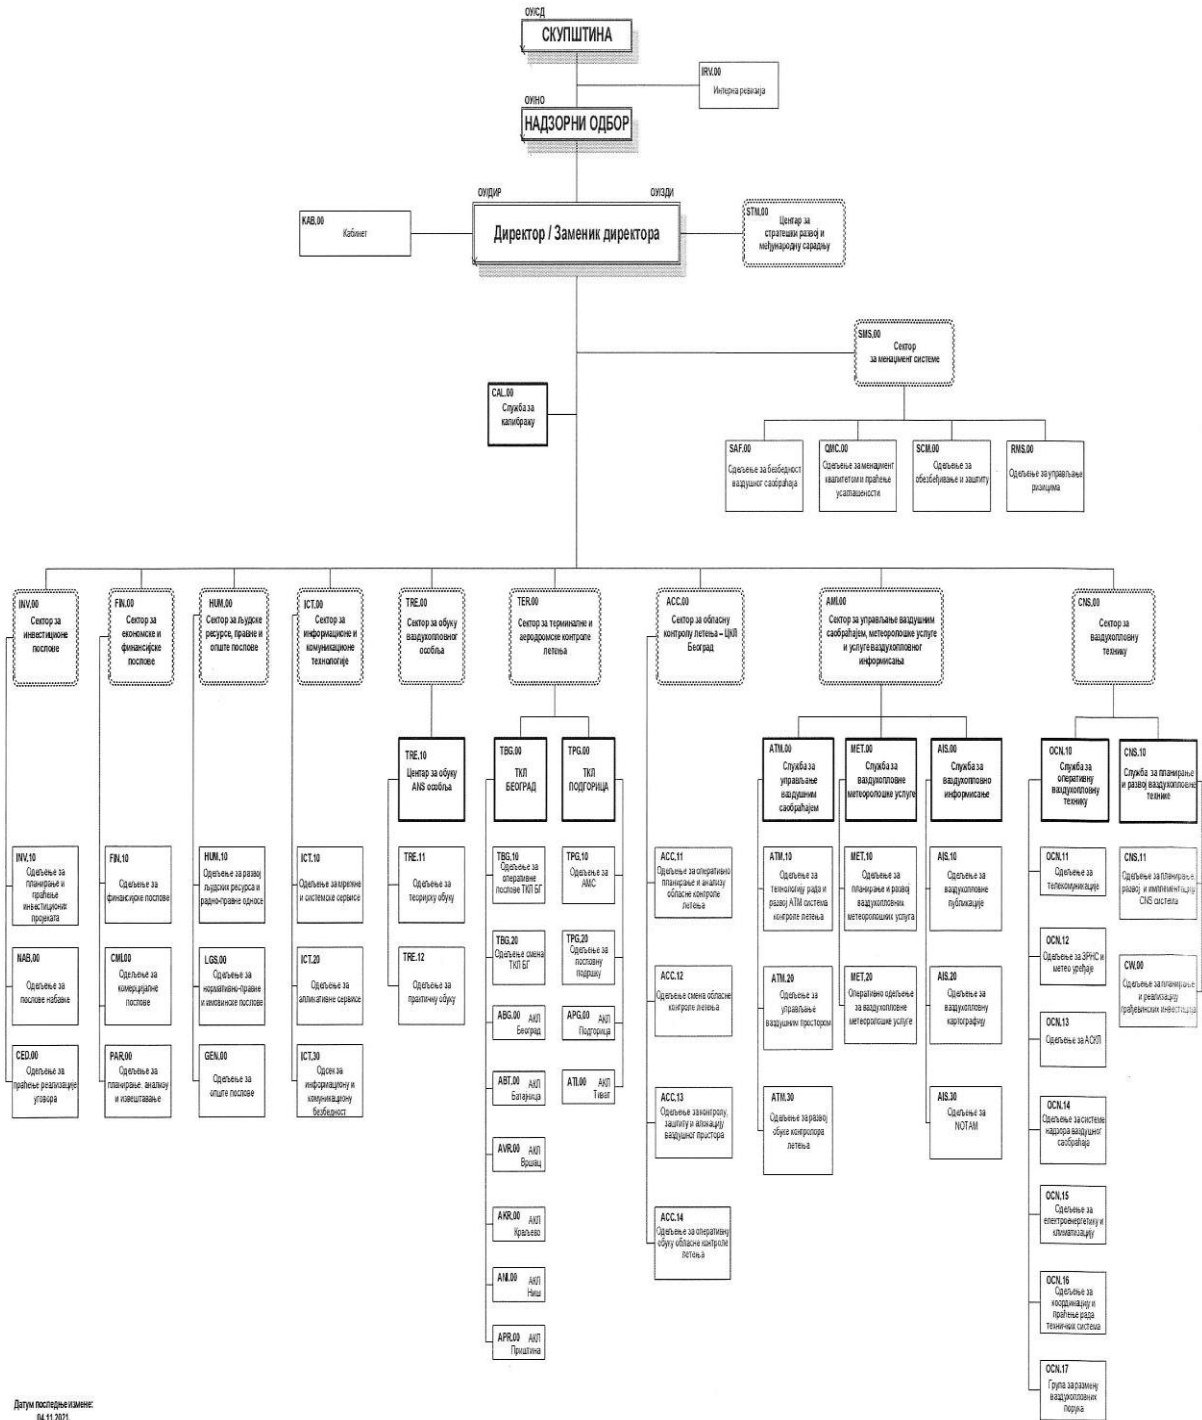 ОУ/СД
СКУПШТИНА
IRV.00
Интерна ревизија
ОУ/НО
НАДЗОРНИ ОДБОР
ОУ/ДИР
ОУ/ЗДИ
Директор / Заменик директора
KAB.00
Кабинет
STM.00
Центар за
стратешки развој и
међународну сарадњу
SMS.00
Сектор
за менаџмент системе
CAL.00
Служба за
калибражу
SAF.00
Одељење за безбедност
ваздушног саобраћаја
QMC.00
Одељење за менаџмент
квалитетом и праћење
усаглашености
SCM.00
Одељење за
обезбеђивање и заштиту
RMS.00
Одељење за управљање
ризицима
INV.00
Сектор за
инвестиционе
послове
FIN.00
Сектор за
економске и
финансијске
послове
HUM.00
Сектор за људске
ресурсе, правне и
опште послове
ICT.00
Сектор за
информационе и
комуникационе
технологије
TRE.00
Сектор за обуку
ваздухопловног
особља
TER.00
Сектор за терминалне и
аеродромске контроле
летења
ACC.00
Сектор за обласну
контролу летења – ЦКЛ
Београд
AMI.00
Сектор за управљање ваздушним
саобраћајем, метеоролошке услуге
и услуге ваздухопловног
информисања
CNS.00
Сектор за
ваздухопловну
технику
TRE.10
Центар за обуку
ANS особља
TBG.00
ТКЛ
БЕОГРАД
TPG.00
ТКЛ
ПОДГОРИЦА
ATM.00
Служба за
управљање
ваздушним
саобраћајем
MET.00
Служба за
ваздухопловне
метеоролошке услуге
AIS.00
Служба за
ваздухопловно
информисање
OCN.10
Служба за
оперативну
ваздухопловну
технику
CNS.10
Служба за планирање
и развој ваздухопловне
технике
INV.10
Одељење за
планирање и
праћење
инвестиционих
пројеката
NAB.00
Одељење за
послове набавке
CED.00
Одељење за
праћење реализације
уговора
FIN.10
Одељење за
финансијске послове
CMI.00
Одељење за
комерцијалне
послове
PAR.00
Одељење за
планирање, анализу
и извештавање
HUM.10
Одељење за развој
људских ресурса и
радно-правне односе
LGS.00
Одељење за
нормативно-правне
и имовинске послове
GEN.00
Одељење за
опште послове
ICT.10
Одељење за мрежне
и системске сервисе
ICT.20
Одељење за
апликативне сервисе
ICT.30
Одсек за
информациону и
комуникациону
безбедност
TRE.11
Одељење за
теоријску обуку
TRE.12
Одељење за
практичну обуку
TBG.10
Одељење за
оперативне
послове ТКЛ БГ
TBG.20
Одељење смена
ТКЛ БГ
ABG.00 АКЛ
Београд
ABT.00 АКЛ
Батајница
AVR.00 АКЛ
Вршац
AKR.00 АКЛ
Краљево
ANI.00 АКЛ
Ниш
APR.00 АКЛ
Приштина
TPG.10
Одељење за
АМС
TPG.20
Одељење за
пословну
подршку
APG.00 АКЛ
Подгорица
ATI.00 АКЛ
Тиват
ACC.11
Одељење за оперативно
планирање и анализу
обласне контроле
летења
ACC.12
Одељење смена обласне
контроле летења
ACC.13
Одељење за контролу,
заштиту и алокацију
ваздушног простора
ACC.14
Одељење за оперативну
обуку обласне контроле
летења
ATM.10
Одељење за
технологију рада и
развој ATM система
контроле летења
ATM.20
Одељење за
управљање
ваздушним простором
ATM.30
Одељење за развој
обуке контролора
летења
MET.10
Одељење за
планирање и развој
ваздухопловних
метеоролошких услуга
MET.20
Оперативно одељење
за ваздухопловне
метеоролошке услуге
AIS.10
Одељење за
ваздухопловне
публикације
AIS.20
Одељење за
ваздухопловну
картографију
AIS.30
Одељење за
NOTAM
OCN.11
Одељење за
телекомуникације
OCN.12
Одељење за ЗРНС и
метео уређаје
OCN.13
Одељење за АСКЛ
OCN.14
Одељење за системе
надзора ваздушног
саобраћаја
OCN.15
Одељење за
електроенергетику и
климатизацију
OCN.16
Одељење за
координацију и
праћење рада
техничких система
OCN.17
Група за размену
ваздухопловних
порука
CNS.11
Одељење за планирање,
развој и имплементацију
CNS система
CW.00
Одељење за планирање
и реализацију
грађевинских инвестиција
Датум последње измене:
04.11.2021.